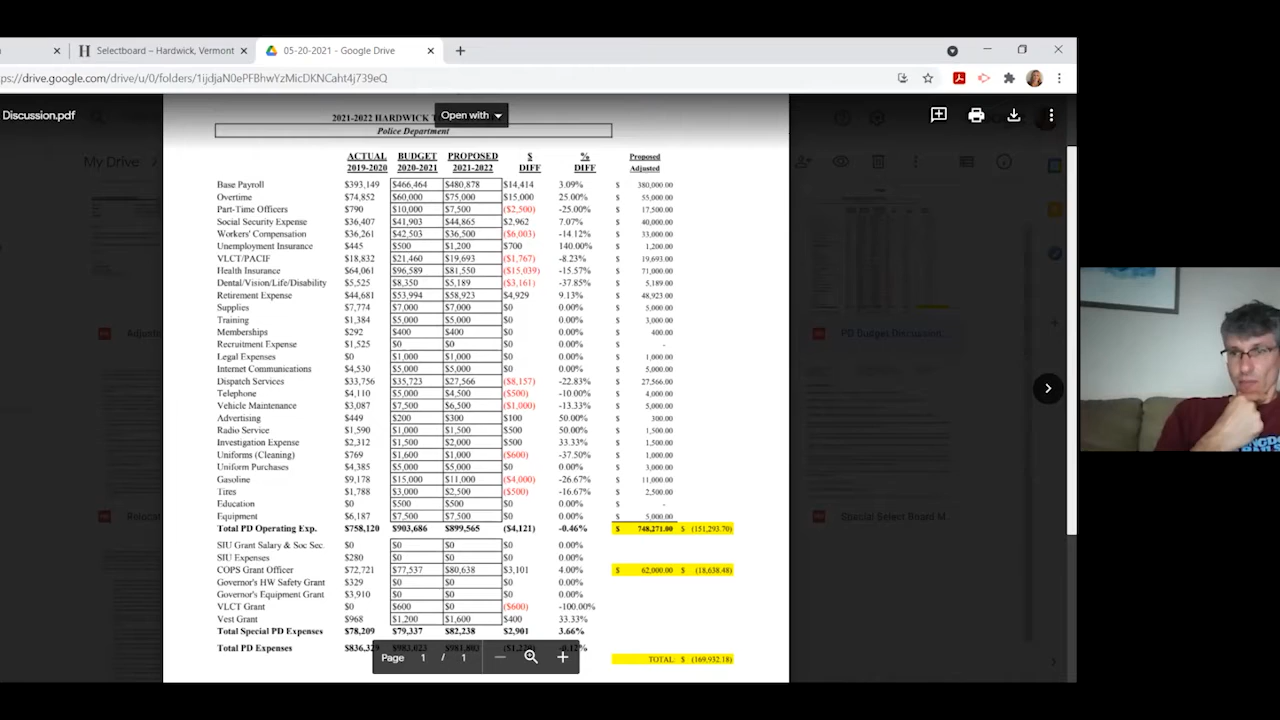 Selectboard – Hardwick, Vermont
05-20-2021 - Google Drive
ps://drive.google.com/drive/u/0/folders/1ijdjaN0ePFBhwYzMicDKNCaht4j739eQ
Discussion.pdf
Open with
2021-2022 HARDWICK
Police Department
ACTUAL BUDGET PROPOSED $ % Proposed
2019-2020 2020-2021 2021-2022 DIFF DIFF Adjusted
My Drive
Base Payroll $393,149 $466,464 $480,878 $14,414 3.09% $ 380,000.00
Overtime $74,852 $60,000 $75,000 $15,000 25.00% $ 55,000.00
Part-Time Officers $790 $10,000 $7,500 ($2,500) -25.00% $ 17,500.00
Social Security Expense $36,407 $41,903 $44,865 $2,962 7.07% $ 40,000.00
Workers' Compensation $36,261 $42,503 $36,500 ($6,003) -14.12% $ 33,000.00
Unemployment Insurance $445 $500 $1,200 $700 140.00% $ 1,200.00
VLCT/PACIF $18,832 $21,460 $19,693 ($1,767) -8.23% $ 19,693.00
Health Insurance $64,061 $96,589 $81,550 ($15,039) -15.57% $ 71,000.00
Dental/Vision/Life/Disability $5,525 $8,350 $5,189 ($3,161) -37.85% $ 5,189.00
Retirement Expense $44,681 $53,994 $58,923 $4,929 9.13% $ 48,923.00
Supplies $7,774 $7,000 $7,000 $0 0.00% $ 5,000.00
Training $1,384 $5,000 $5,000 $0 0.00% $ 3,000.00
Memberships $292 $400 $400 $0 0.00% $ 400.00
Recruitment Expense $1,525 $0 $0 $0 0.00% $ -
Legal Expenses $0 $1,000 $1,000 $0 0.00% $ 1,000.00
Internet Communications $4,530 $5,000 $5,000 $0 0.00% $ 5,000.00
Dispatch Services $33,756 $35,723 $27,566 ($8,157) -22.83% $ 27,566.00
Telephone $4,110 $5,000 $4,500 ($500) -10.00% $ 4,000.00
Vehicle Maintenance $3,087 $7,500 $6,500 ($1,000) -13.33% $ 5,000.00
Advertising $449 $200 $300 $100 50.00% $ 300.00
Radio Service $1,590 $1,000 $1,500 $500 50.00% $ 1,500.00
Investigation Expense $2,312 $1,500 $2,000 $500 33.33% $ 1,500.00
Uniforms (Cleaning) $769 $1,600 $1,000 ($600) -37.50% $ 1,000.00
Uniform Purchases $4,385 $5,000 $5,000 $0 0.00% $ 3,000.00
Gasoline $9,178 $15,000 $11,000 ($4,000) -26.67% $ 11,000.00
Tires $1,788 $3,000 $2,500 ($500) -16.67% $ 2,500.00
Education $0 $500 $500 $0 0.00% $ -
Equipment $6,187 $7,500 $7,500 $0 0.00% $ 5,000.00
Total PD Operating Exp. $758,120 $903,686 $899,565 ($4,121) -0.46% $ 748,271.00 $ (151,293.70)
SIU Grant Salary & Soc Sec. $0 $0 $0 $0 0.00%
SIU Expenses $280 $0 $0 $0 0.00%
COPS Grant Officer $72,721 $77,537 $80,638 $3,101 4.00% $ 62,000.00 $ (18,638.48)
Governor's HW Safety Grant $329 $0 $0 $0 0.00%
Governor's Equipment Grant $3,910 $0 $0 $0 0.00%
VLCT Grant $0 $600 $0 ($600) -100.00%
Vest Grant $968 $1,200 $1,600 $400 33.33%
Total Special PD Expenses $78,209 $79,337 $82,238 $2,901 3.66%
Total PD Expenses $836,329
TOTAL $ (169,932.18)
Page 1 / 1
PD Budget Discussion
Special Select Board M